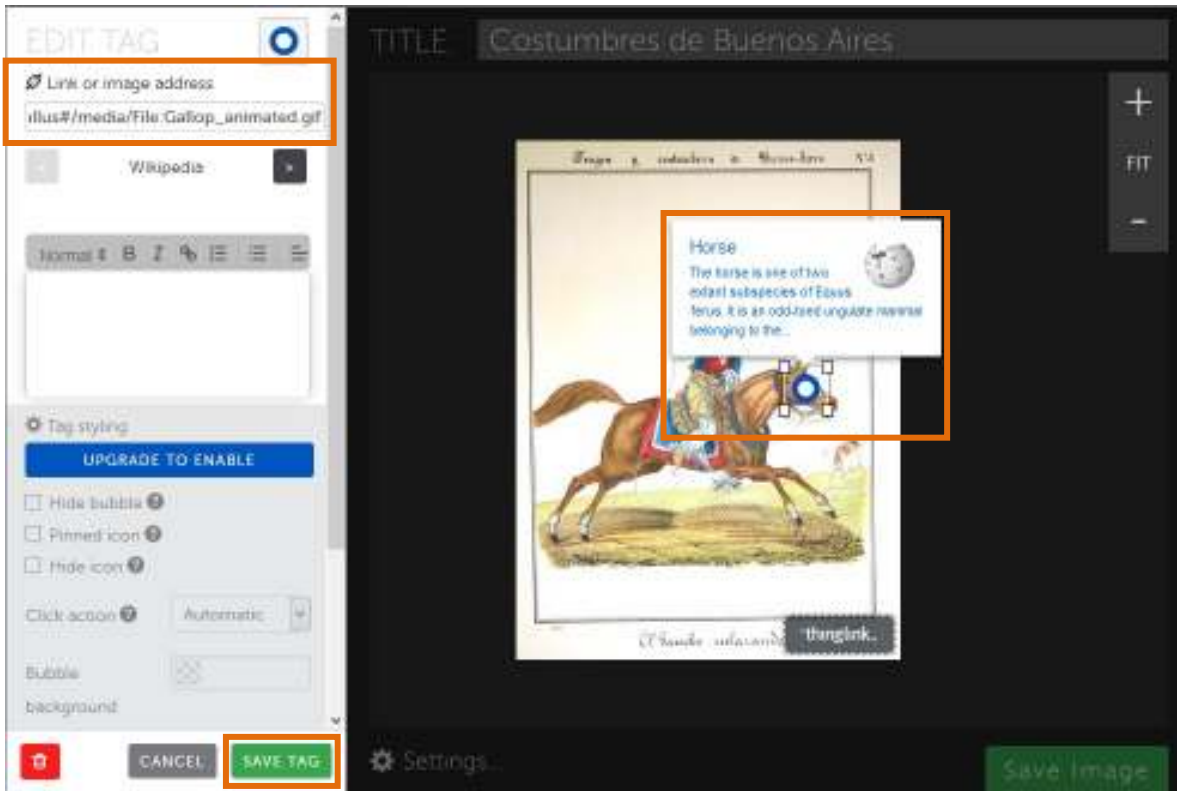 EDIT TAG
Link or image address
illus#/media/File:Gallop_animated.gif
Wikipedia
Normal B I
Tag styling
UPGRADE TO ENABLE
Hide bubble ?
Pinned icon ?
Hide icon ?
Click action ? Automatic
Bubble
background
CANCEL SAVE TAG
TITLE Costumbres de Buenos Aires
+
FIT
-
Horse
The horse is one of two
extant subspecies of Equus
ferus. It is an odd-toed ungulate mammal
belonging to the...
thinglink..
Settings...
Save Image